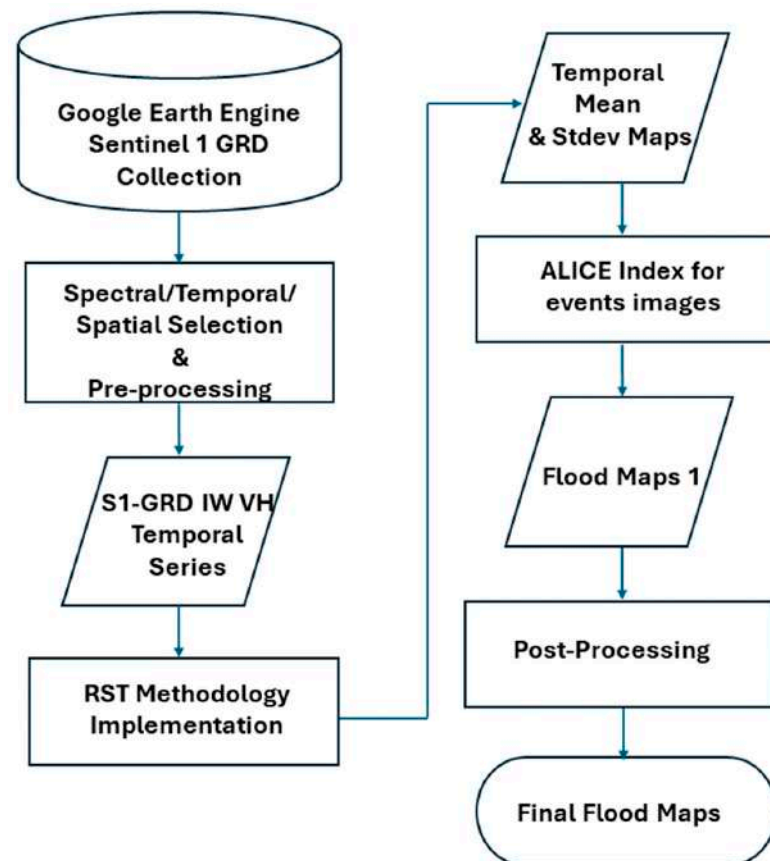 Google Earth Engine
Sentinel 1 GRD
Collection
Spectral/Temporal/
Spatial Selection
&
Pre-processing
S1-GRD IW VH
Temporal
Series
RST Methodology
Implementation
Temporal
Mean
& Stdev Maps
ALICE Index for
events images
Flood Maps 1
Post-Processing
Final Flood Maps